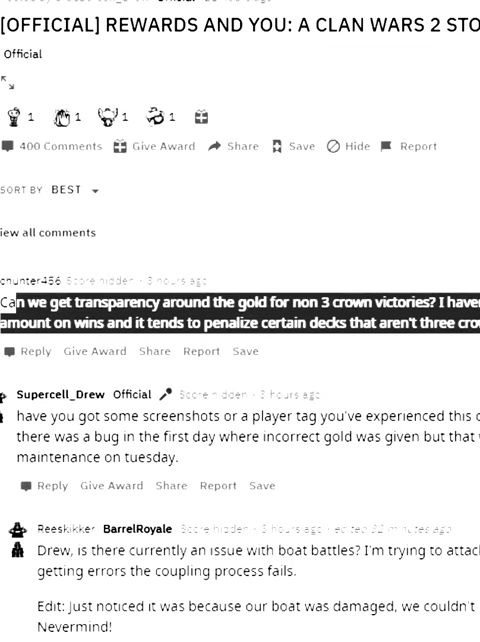 [OFFICIAL] REWARDS AND YOU: A CLAN WARS 2 STO
Official
1 1 1 1
400 Comments Give Award Share Save Hide Report
SORT BY BEST
iew all comments
chunter456 Score hidden · 3 hours ago
Can we get transparency around the gold for non 3 crown victories? I have
amount on wins and it tends to penalize certain decks that aren't three cro
Reply Give Award Share Report Save
Supercell_Drew Official Score hidden · 3 hours ago
have you got some screenshots or a player tag you've experienced this
there was a bug in the first day where incorrect gold was given but that
maintenance on tuesday.
Reply Give Award Share Report Save
Reeskikker BarrelRoyale Score hidden · 3 hours ago · edited 32 minutes ago
Drew, is there currently an issue with boat battles? I'm trying to attac
getting errors the coupling process fails.
Edit: Just noticed it was because our boat was damaged, we couldn't
Nevermind!